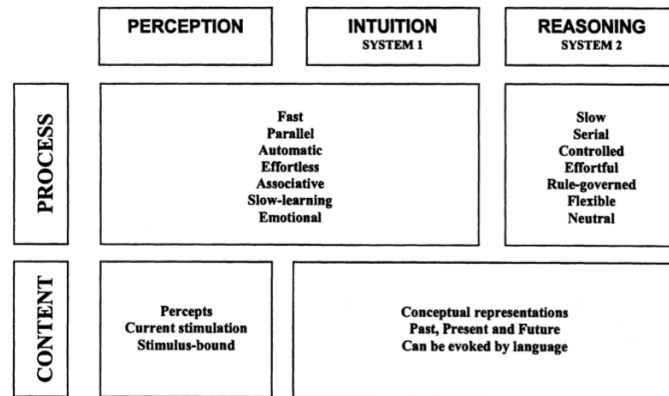 PERCEPTION
INTUITION
SYSTEM 1
REASONING
SYSTEM 2
PROCESS
Fast
Parallel
Automatic
Effortless
Associative
Slow-learning
Emotional
Slow
Serial
Controlled
Effortful
Rule-governed
Flexible
Neutral
CONTENT
Percepts
Current stimulation
Stimulus-bound
Conceptual representations
Past, Present and Future
Can be evoked by language